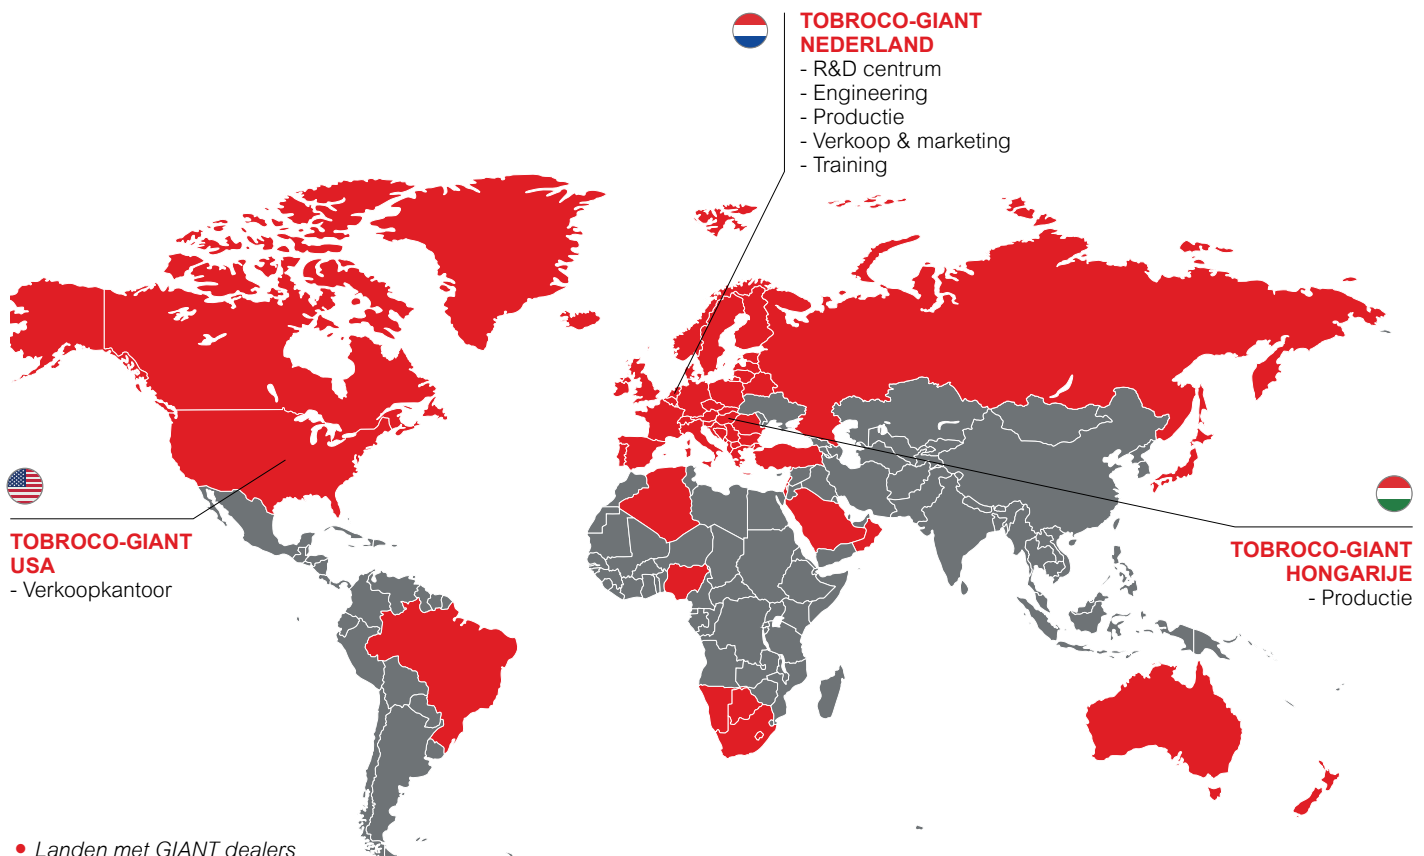 TOBROCO-GIANT
NEDERLAND
- R&D centrum
- Engineering
- Productie
- Verkoop & marketing
- Training
TOBROCO-GIANT
USA
- Verkoopkantoor
TOBROCO-GIANT
HONGARIJE
- Productie
• Landen met GIANT dealers